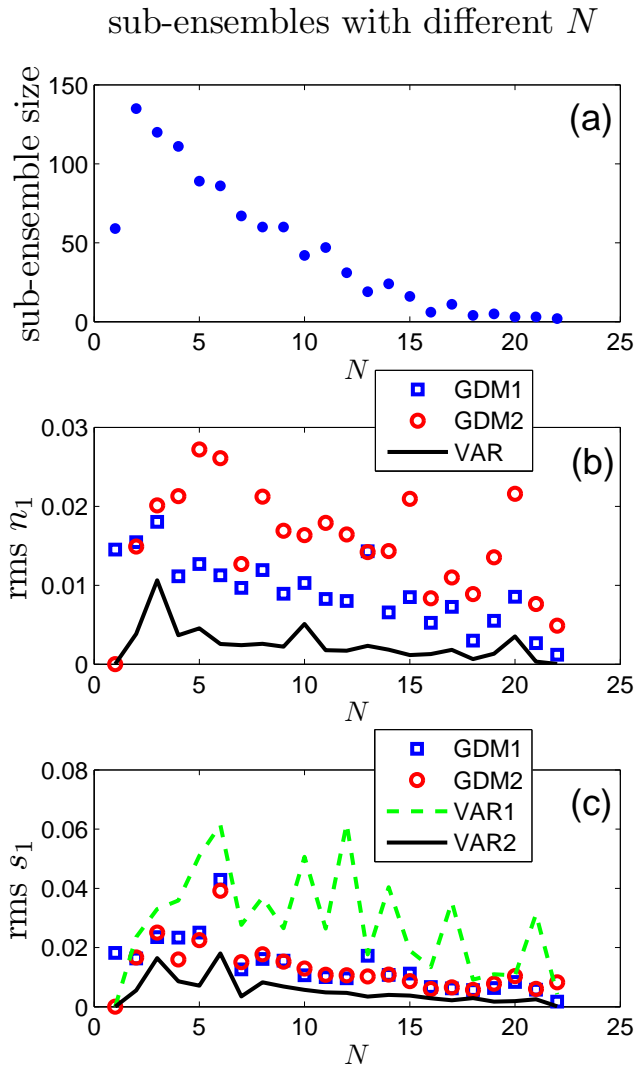 sub-ensembles with different N
sub-ensemble size
150
100
50
0
(a)
0 5 10 15 20 25
N
GDM1
GDM2
VAR
rms n1
0.03
0.02
0.01
0
(b)
0 5 10 15 20 25
N
GDM1
GDM2
VAR1
VAR2
rms s1
0.08
0.06
0.04
0.02
0
(c)
0 5 10 15 20 25
N